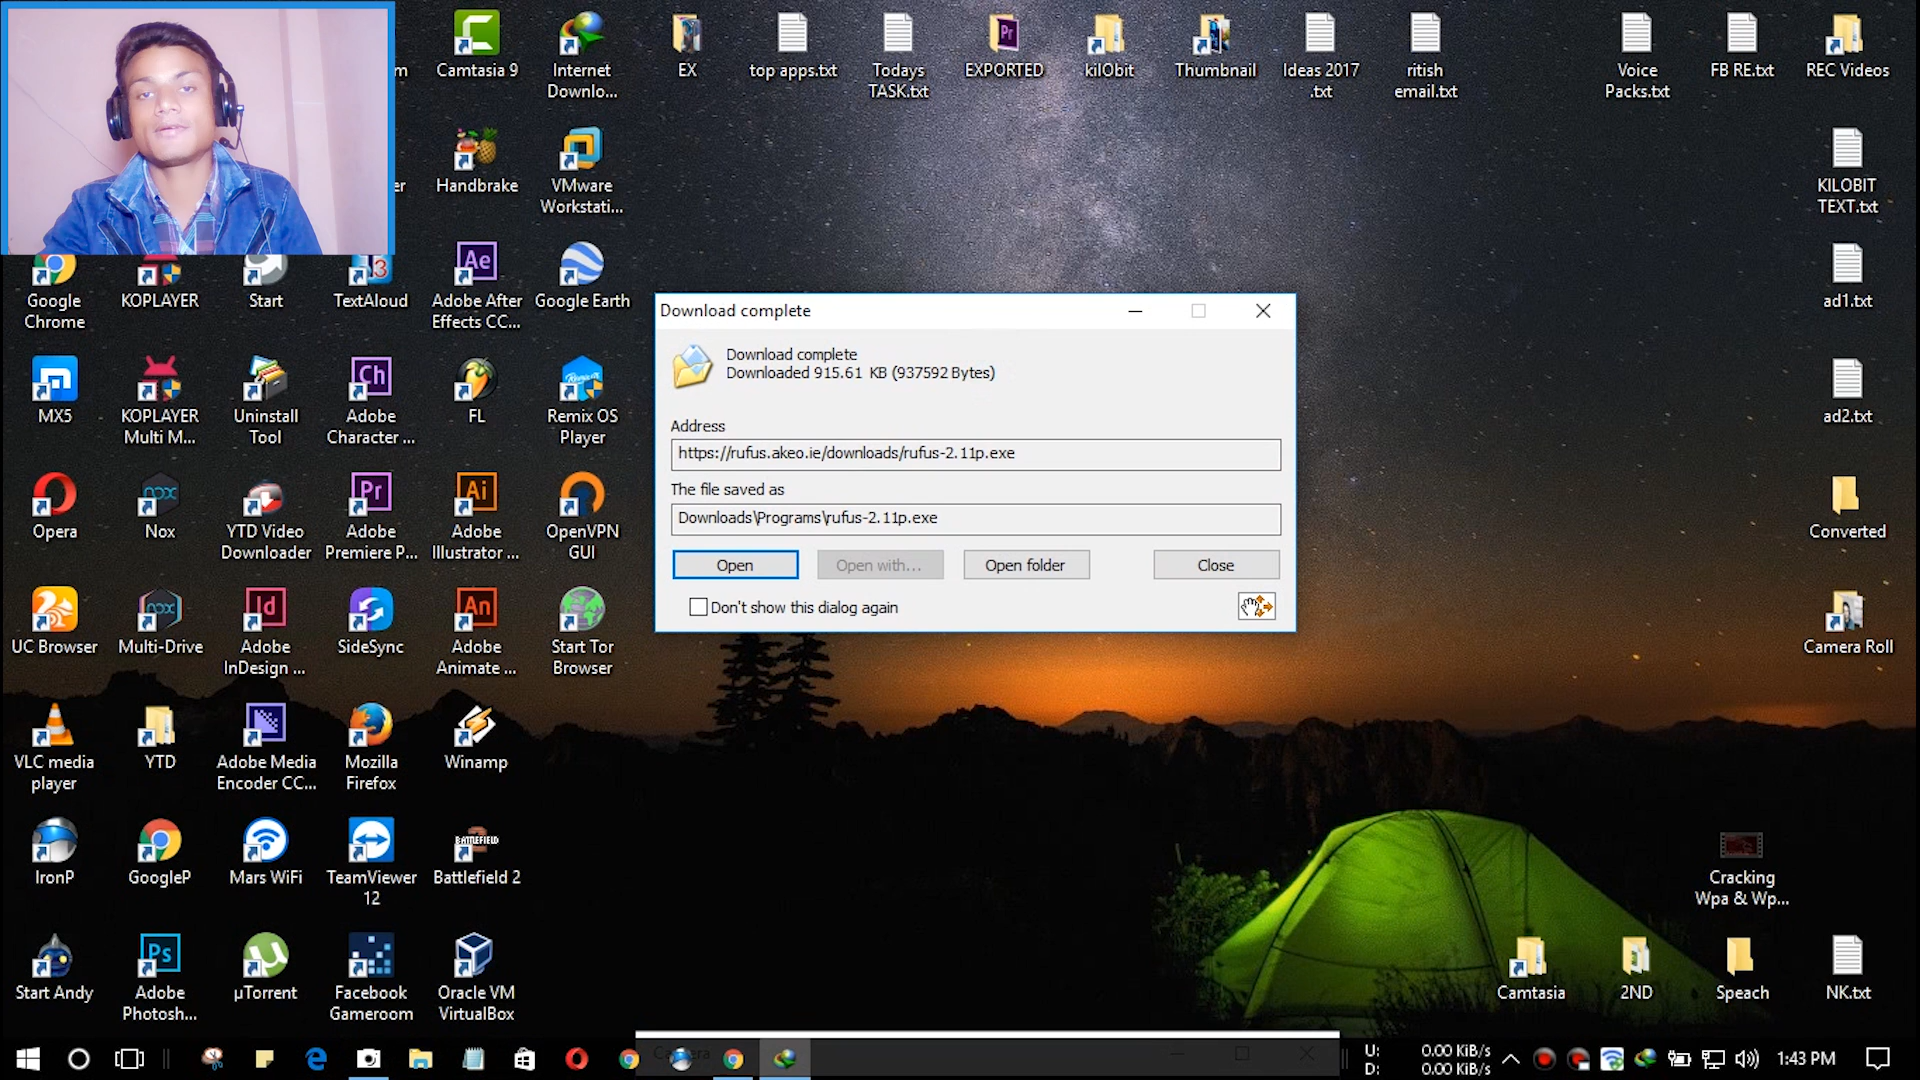 Camtasia 9
Internet
Downlo...
EX
top apps.txt
Todays
TASK.txt
EXPORTED
kilObit
Thumbnail
Ideas 2017
.txt
ritish
email.txt
Voice
Packs.txt
FB RE.txt
REC Videos
m
Handbrake
VMware
Workstati...
KILOBIT
TEXT.txt
er
Google
Chrome
KOPLAYER
Start
TextAloud
Adobe After
Effects CC...
Google Earth
ad1.txt
Download complete
Download complete
Downloaded 915.61 KB (937592 Bytes)
Address
https://rufus.akeo.ie/downloads/rufus-2.11p.exe
The file saved as
Downloads\Programs\rufus-2.11p.exe
Open
Open with...
Open folder
Close
Don't show this dialog again
MX5
KOPLAYER
Multi M...
Uninstall
Tool
Adobe
Character ...
FL
Remix OS
Player
ad2.txt
Opera
Nox
YTD Video
Downloader
Adobe
Premiere P...
Adobe
Illustrator ...
OpenVPN
GUI
Converted
UC Browser
Multi-Drive
Adobe
InDesign ...
SideSync
Adobe
Animate ...
Start Tor
Browser
Camera Roll
VLC media
player
YTD
Adobe Media
Encoder CC...
Mozilla
Firefox
Winamp
IronP
GoogleP
Mars WiFi
TeamViewer
12
BATTLEFIELD
Battlefield 2
Cracking
Wpa & Wp...
Start Andy
Adobe
Photosh...
µTorrent
Facebook
Gameroom
Oracle VM
VirtualBox
Camtasia
2ND
Speach
NK.txt
U: 0.00 KiB/s
D: 0.00 KiB/s
1:43 PM